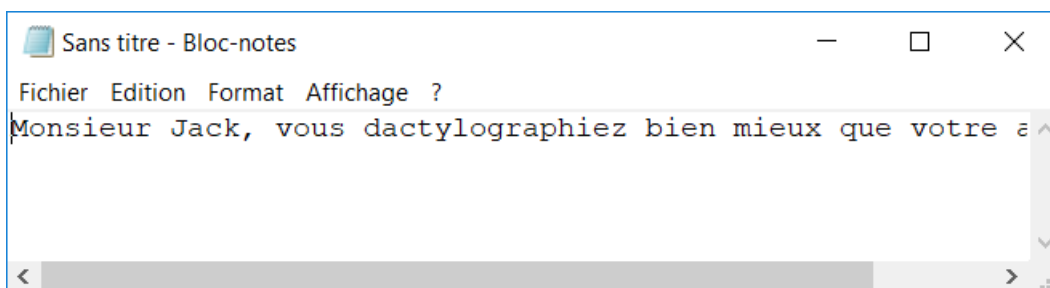 Sans titre - Bloc-notes
Fichier Edition Format Affichage ?
Monsieur Jack, vous dactylographiez bien mieux que votre